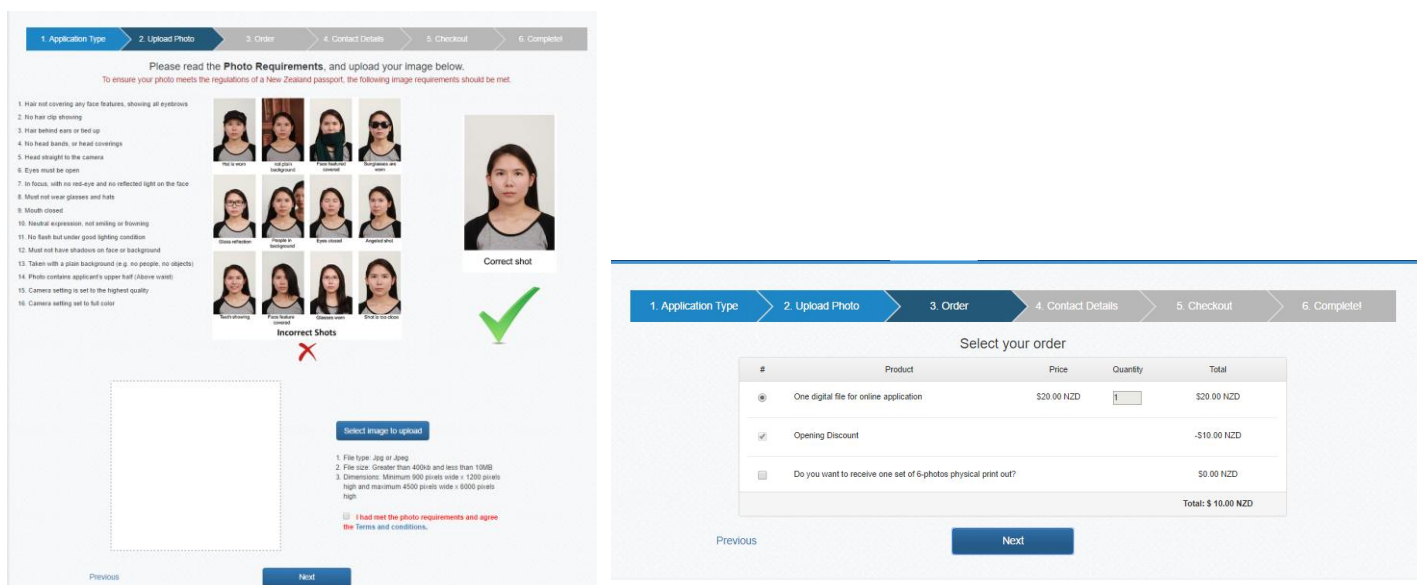 1. Application Type
2. Upload Photo
3. Order
4. Contact Details
5. Checkout
6. Complete!
Please read the Photo Requirements, and upload your image below.
To ensure your photo meets the regulations of a New Zealand passport, the following image requirements should be met.
1. Hair not covering any face features, showing all eyebrows
2. No hair clip showing
3. Hair behind ears or tied up
4. No head bands, or head coverings
5. Head straight to the camera
6. Eyes must be open
7. In focus, with no red-eye and no reflected light on the face
8. Must not wear glasses and hats
9. Mouth closed
10. Neutral expression, not smiling or frowning
11. No flash but under good lighting condition
12. Must not have shadows on face or background
13. Taken with a plain background (e.g. no people, no objects)
14. Photo contains applicant's upper half (Above waist)
15. Camera setting is set to the highest quality
16. Camera setting set to full color
Hat is worn
not plain
background
Face featured
covered
Sunglasses are
worn
Glass reflection
People in
background
Eyes closed
Angeled shot
Teeth showing
Face feature
covered
Glasses worn
Shot is too close
Incorrect Shots
Correct shot
Select image to upload
1. File type: Jpg or Jpeg
2. File size: Greater than 400kb and less than 10MB
3. Dimensions: Minimum 900 pixels wide x 1200 pixels
high and maximum 4500 pixels wide x 6000 pixels
high
I had met the photo requirements and agree
the Terms and conditions.
Previous
Next
1. Application Type
2. Upload Photo
3. Order
4. Contact Details
5. Checkout
6. Complete!
Select your order
# Product Price Quantity Total
One digital file for online application $20.00 NZD 1 $20.00 NZD
Opening Discount -$10.00 NZD
Do you want to receive one set of 6-photos physical print out? $0.00 NZD
Total: $ 10.00 NZD
Previous
Next